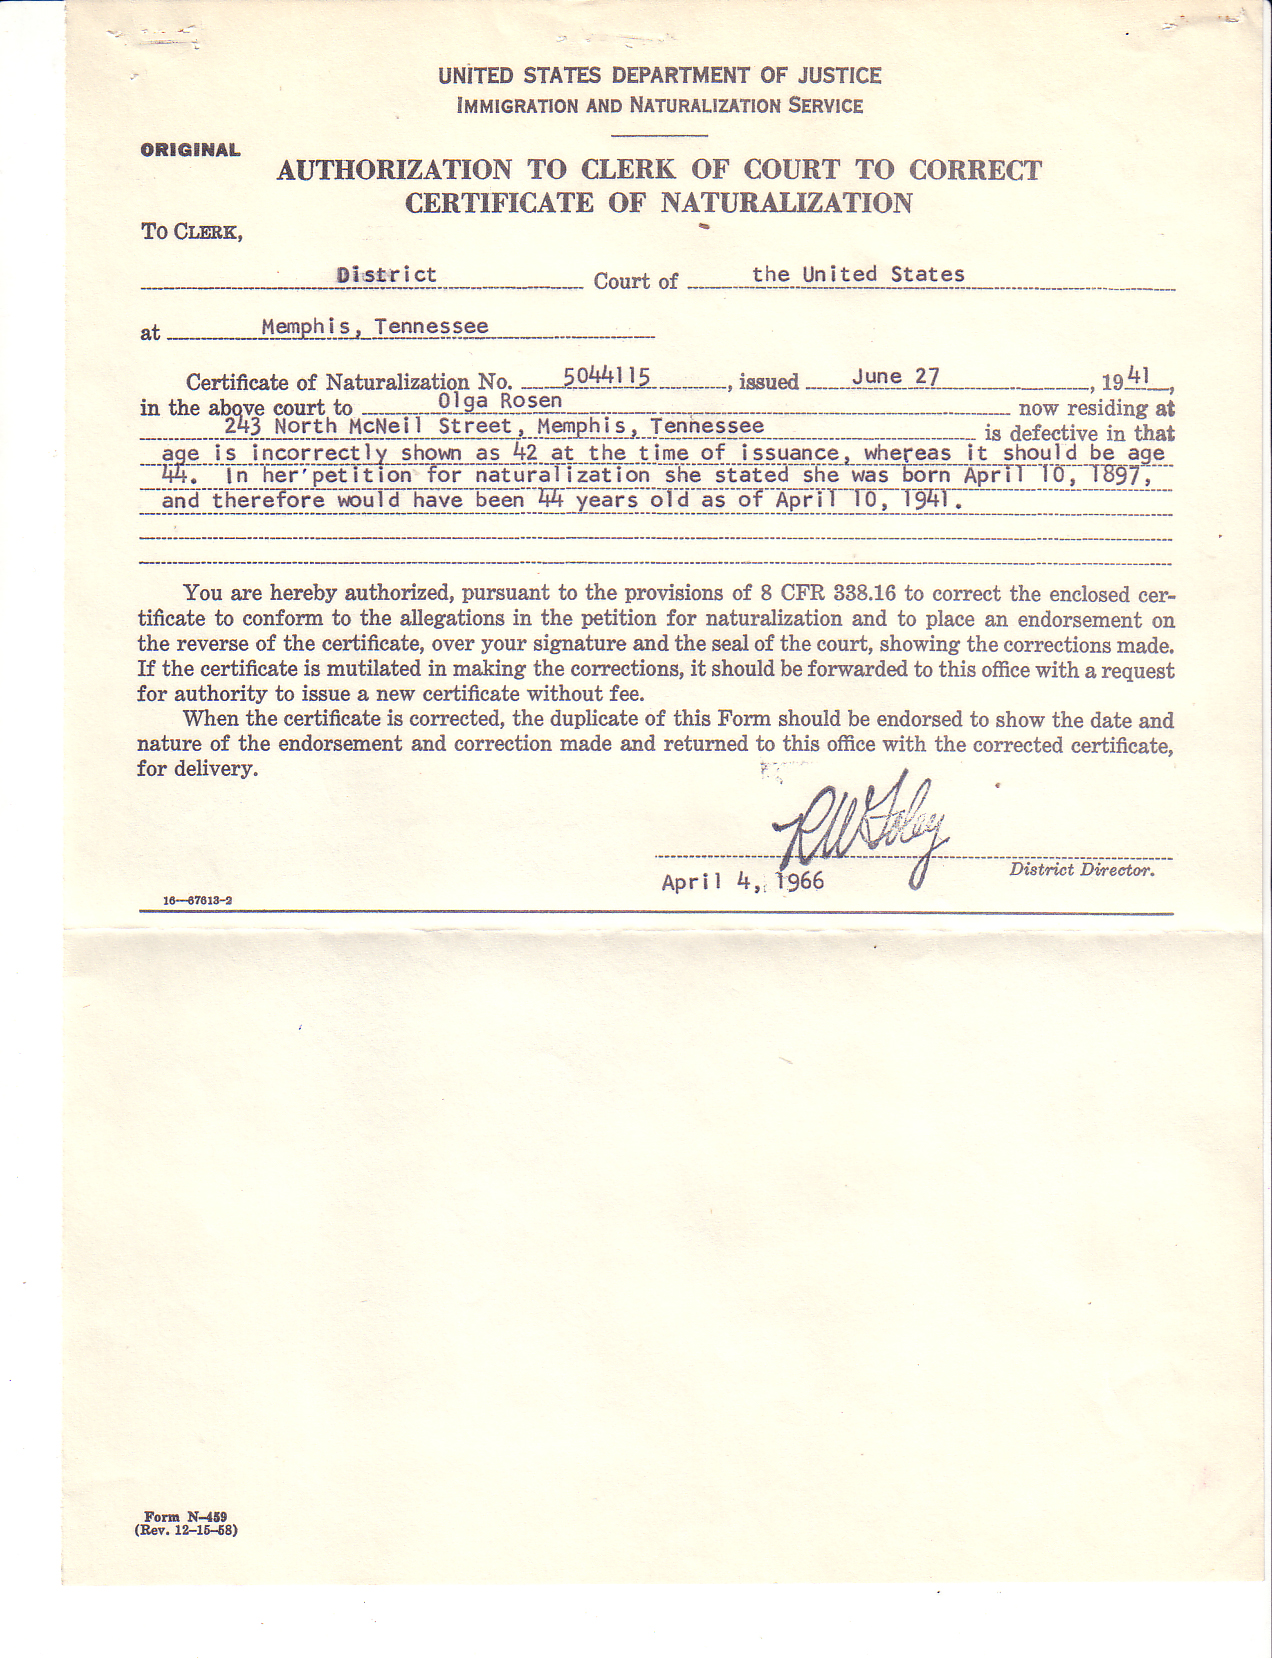 UNITED STATES DEPARTMENT OF JUSTICE
IMMIGRATION AND NATURALIZATION SERVICE
ORIGINAL
AUTHORIZATION TO CLERK OF COURT TO CORRECT
CERTIFICATE OF NATURALIZATION
TO CLERK,
District Court of the United States
at Memphis, Tennessee
Certificate of Naturalization No. 5044115, issued June 27, 1941,
in the above court to Olga Rosen now residing at
243 North McNeil Street, Memphis, Tennessee is defective in that
age is incorrectly shown as 42 at the time of issuance, whereas it should be age
44. In her petition for naturalization she stated she was born April 10, 1897,
and therefore would have been 44 years old as of April 10, 1941.
You are hereby authorized, pursuant to the provisions of 8 CFR 338.16 to correct the enclosed cer-
tificate to conform to the allegations in the petition for naturalization and to place an endorsement on
the reverse of the certificate, over your signature and the seal of the court, showing the corrections made.
If the certificate is mutilated in making the corrections, it should be forwarded to this office with a request
for authority to issue a new certificate without fee.
When the certificate is corrected, the duplicate of this Form should be endorsed to show the date and
nature of the endorsement and correction made and returned to this office with the corrected certificate,
for delivery.
RW Foley
District Director.
April 4, 1966
16—67613-2
Form N-459
(Rev. 12-15-58)